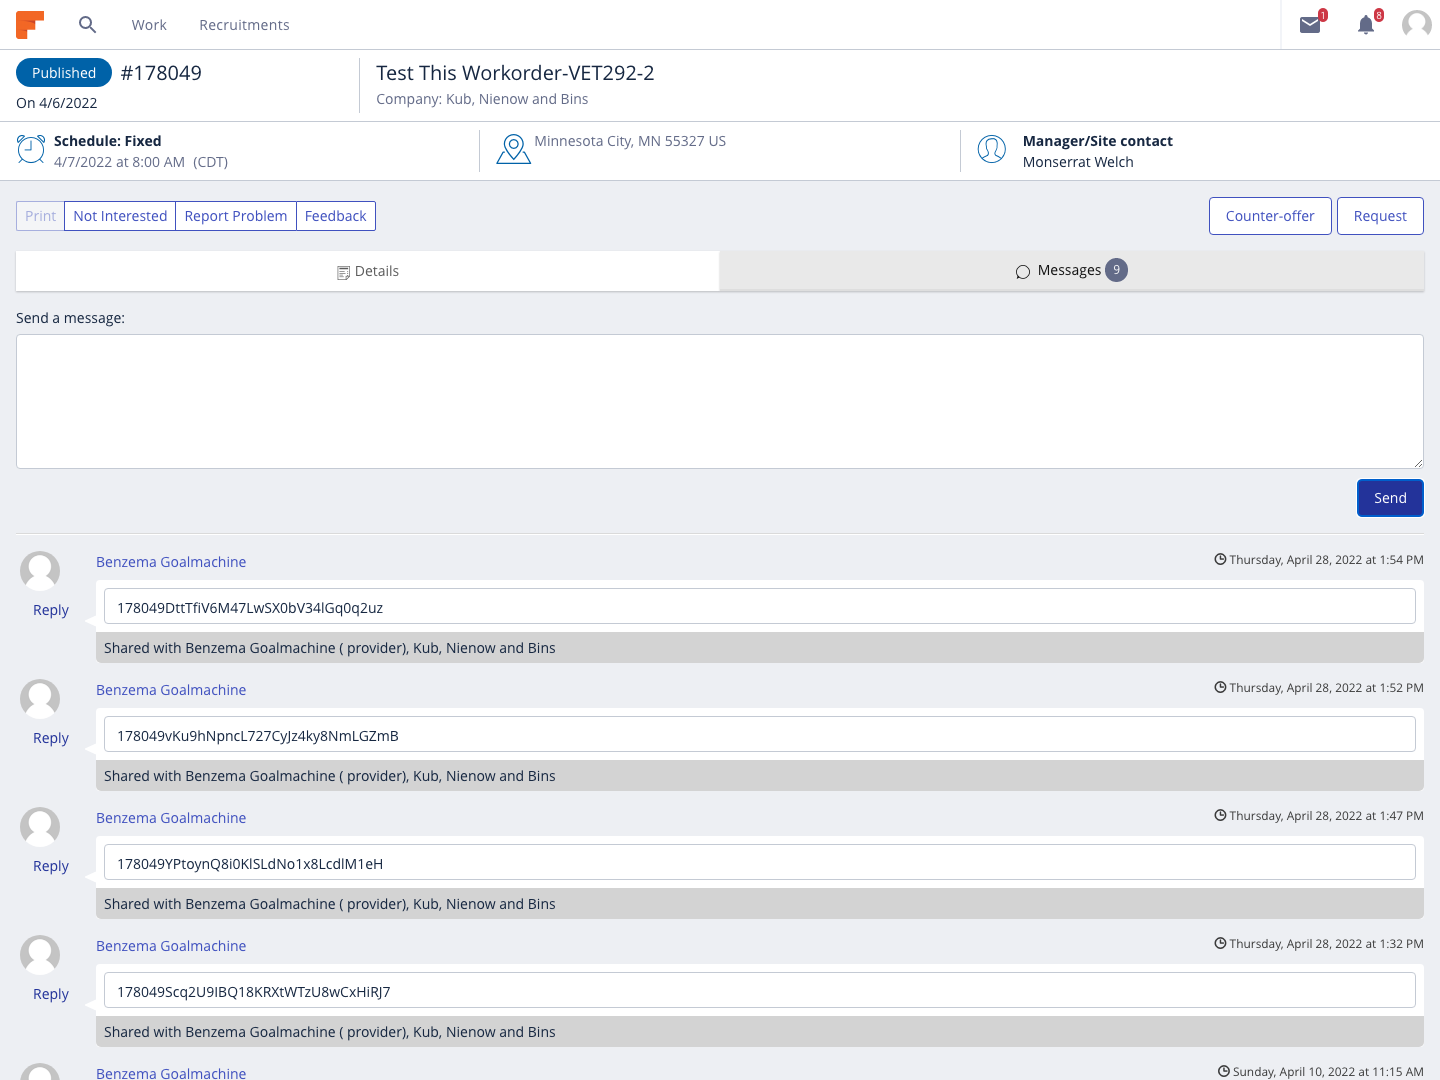 Work
Recruitments
1
8
Published
#178049
On 4/6/2022
Test This Workorder-VET292-2
Company: Kub, Nienow and Bins
Schedule: Fixed
4/7/2022 at 8:00 AM (CDT)
Minnesota City, MN 55327 US
Manager/Site contact
Monserrat Welch
Print
Not Interested
Report Problem
Feedback
Counter-offer
Request
Details
Messages 9
Send a message:
Send
Benzema Goalmachine
Thursday, April 28, 2022 at 1:54 PM
Reply
178049DttTfiV6M47LwSX0bV34lGq0q2uz
Shared with Benzema Goalmachine ( provider), Kub, Nienow and Bins
Benzema Goalmachine
Thursday, April 28, 2022 at 1:52 PM
Reply
178049vKu9hNpncL727CyJz4ky8NmLGZmB
Shared with Benzema Goalmachine ( provider), Kub, Nienow and Bins
Benzema Goalmachine
Thursday, April 28, 2022 at 1:47 PM
Reply
178049YPtoynQ8i0KlSLdNo1x8LcdlM1eH
Shared with Benzema Goalmachine ( provider), Kub, Nienow and Bins
Benzema Goalmachine
Thursday, April 28, 2022 at 1:32 PM
Reply
178049Scq2U9IBQ18KRXtWTzU8wCxHiRJ7
Shared with Benzema Goalmachine ( provider), Kub, Nienow and Bins
Benzema Goalmachine
Sunday, April 10, 2022 at 11:15 AM